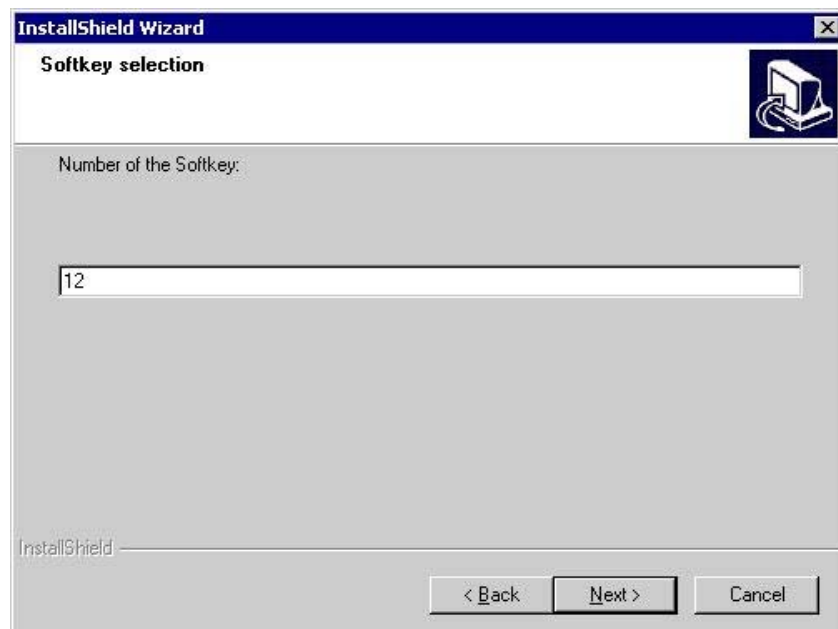 InstallShield Wizard
Softkey selection
Number of the Softkey:
12
InstallShield
< Back Next > Cancel